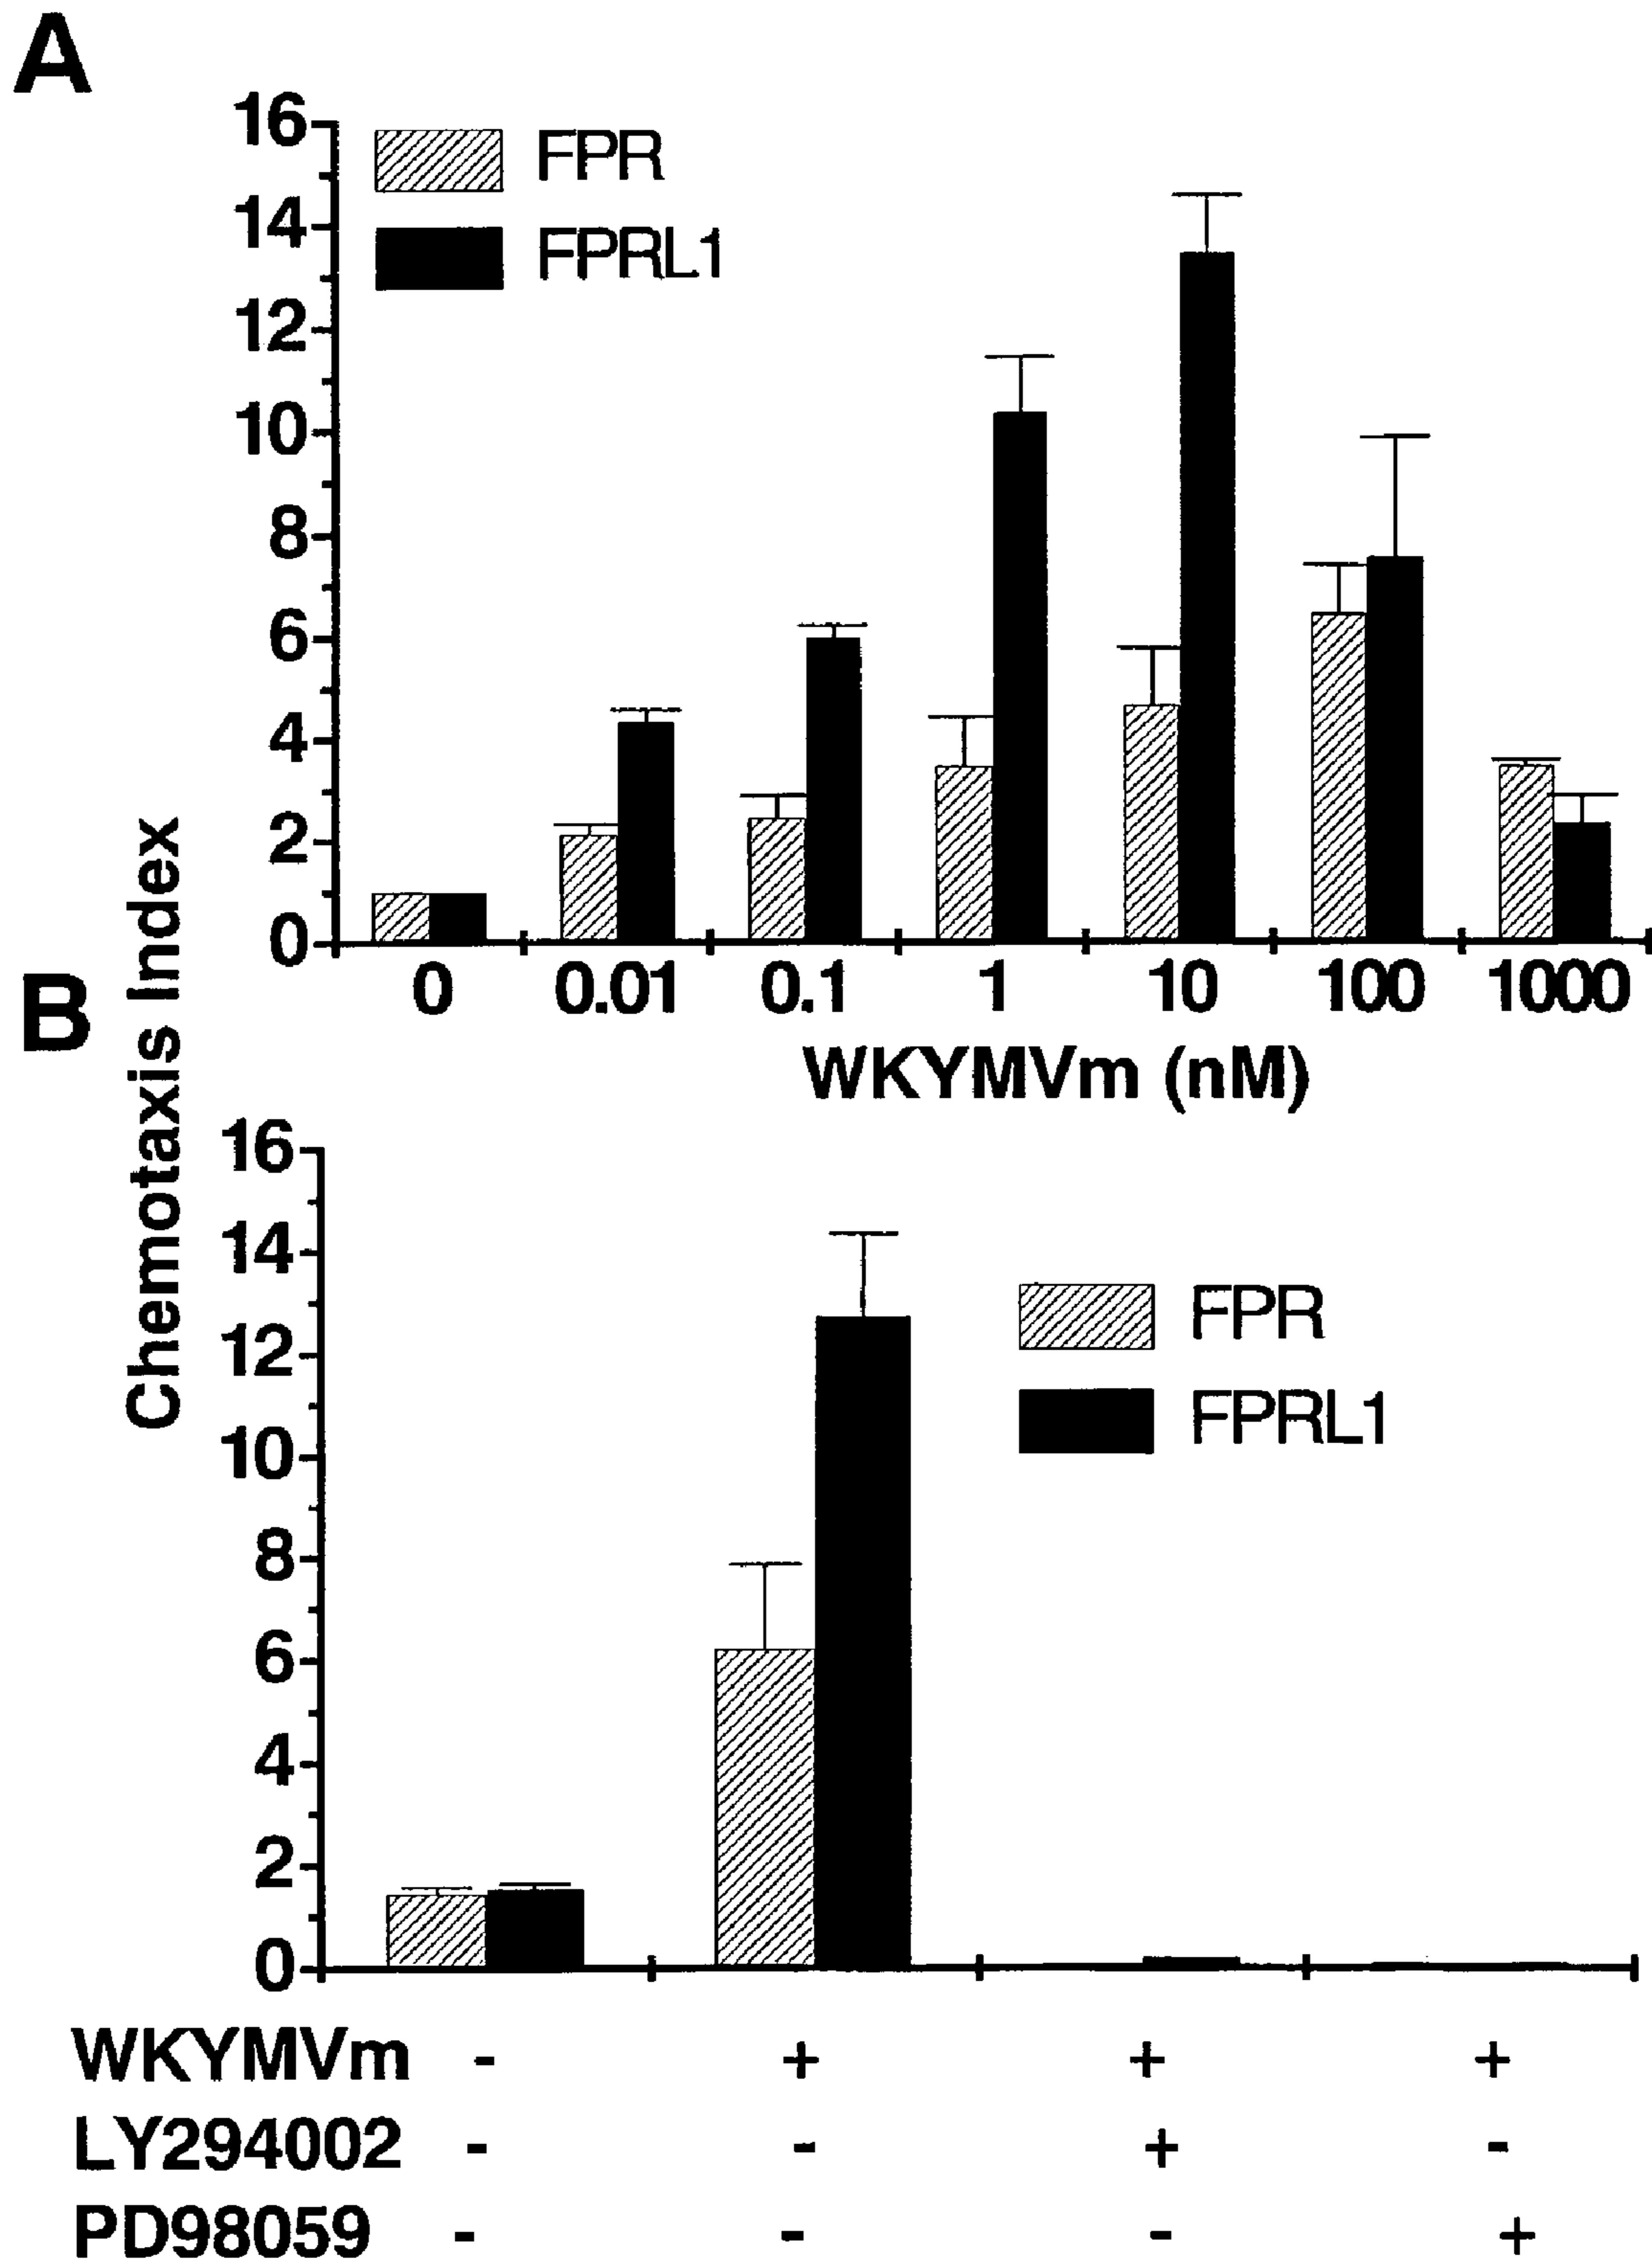 A
16
FPR
14
FPRL1
12
10
8
6
4
2
0
0 0.01 0.1 1 10 100 1000
WKYMVm (nM)
Chemotaxis Index
B
16
14
FPR
12
FPRL1
10
8
6
4
2
0
WKYMVm - + + +
LY294002 - - + -
PD98059 - - - +